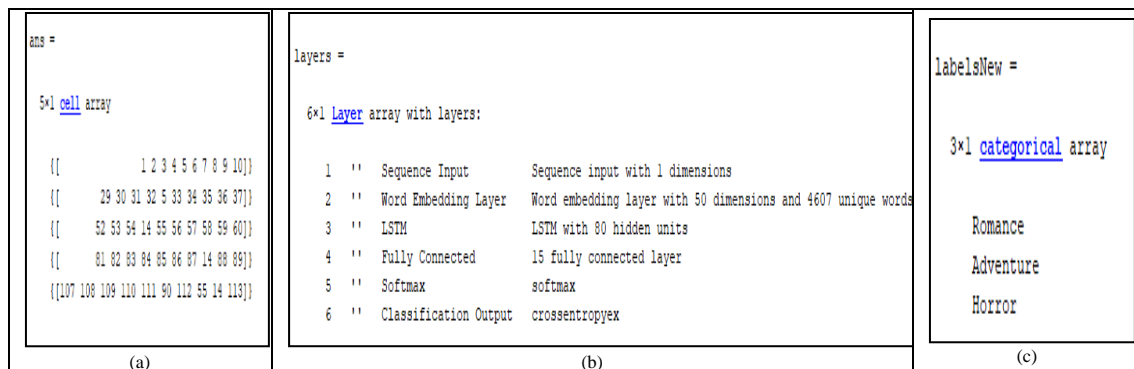 ans =
5×1 cell array
{[ 1 2 3 4 5 6 7 8 9 10]}
{[ 29 30 31 32 5 33 34 35 36 37]}
{[ 52 53 54 14 55 56 57 58 59 60]}
{[ 81 82 83 84 85 86 87 14 88 89]}
{[107 108 109 110 111 90 112 55 14 113]}
(a)
layers =
6×1 Layer array with layers:
1 '' Sequence Input Sequence input with 1 dimensions
2 '' Word Embedding Layer Word embedding layer with 50 dimensions and 4607 unique words
3 '' LSTM LSTM with 80 hidden units
4 '' Fully Connected 15 fully connected layer
5 '' Softmax softmax
6 '' Classification Output crossentropyex
(b)
labelsNew =
3×1 categorical array
Romance
Adventure
Horror
(c)